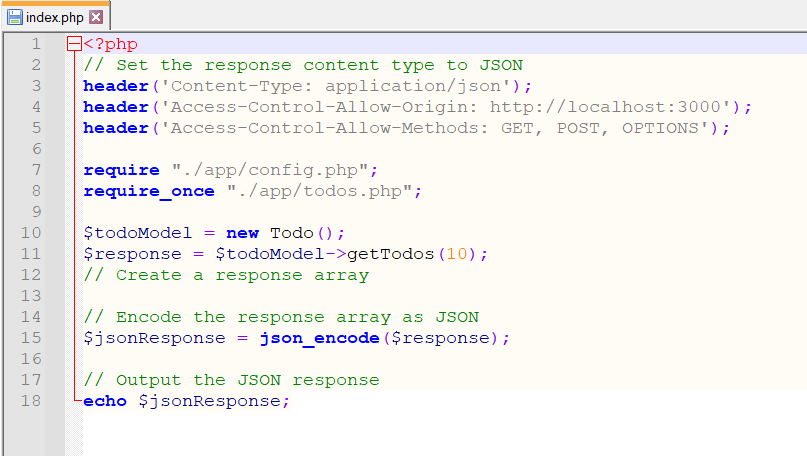 index.php
1 <?php
2 // Set the response content type to JSON
3 header('Content-Type: application/json');
4 header('Access-Control-Allow-Origin: http://localhost:3000');
5 header('Access-Control-Allow-Methods: GET, POST, OPTIONS');
6
7 require "./app/config.php";
8 require_once "./app/todos.php";
9
10 $todoModel = new Todo();
11 $response = $todoModel->getTodos(10);
12 // Create a response array
13
14 // Encode the response array as JSON
15 $jsonResponse = json_encode($response);
16
17 // Output the JSON response
18 echo $jsonResponse;